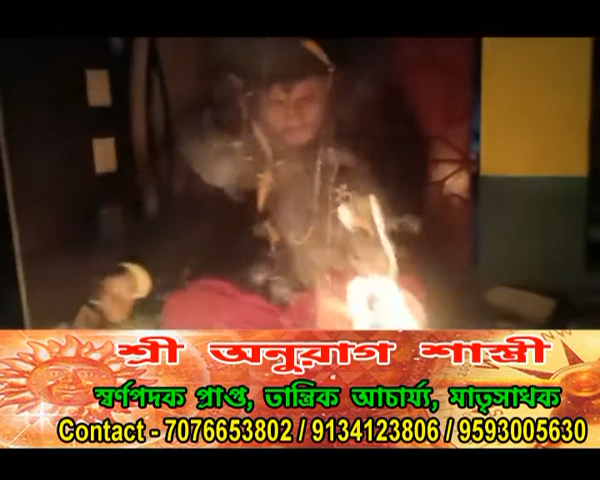 শ্রী অনুরাগ শাস্ত্রী
স্বর্ণপদক প্রাপ্ত, তান্ত্রিক আচার্য্য, মাতৃসাধক
Contact - 7076653802 / 9134123806 / 9593005630